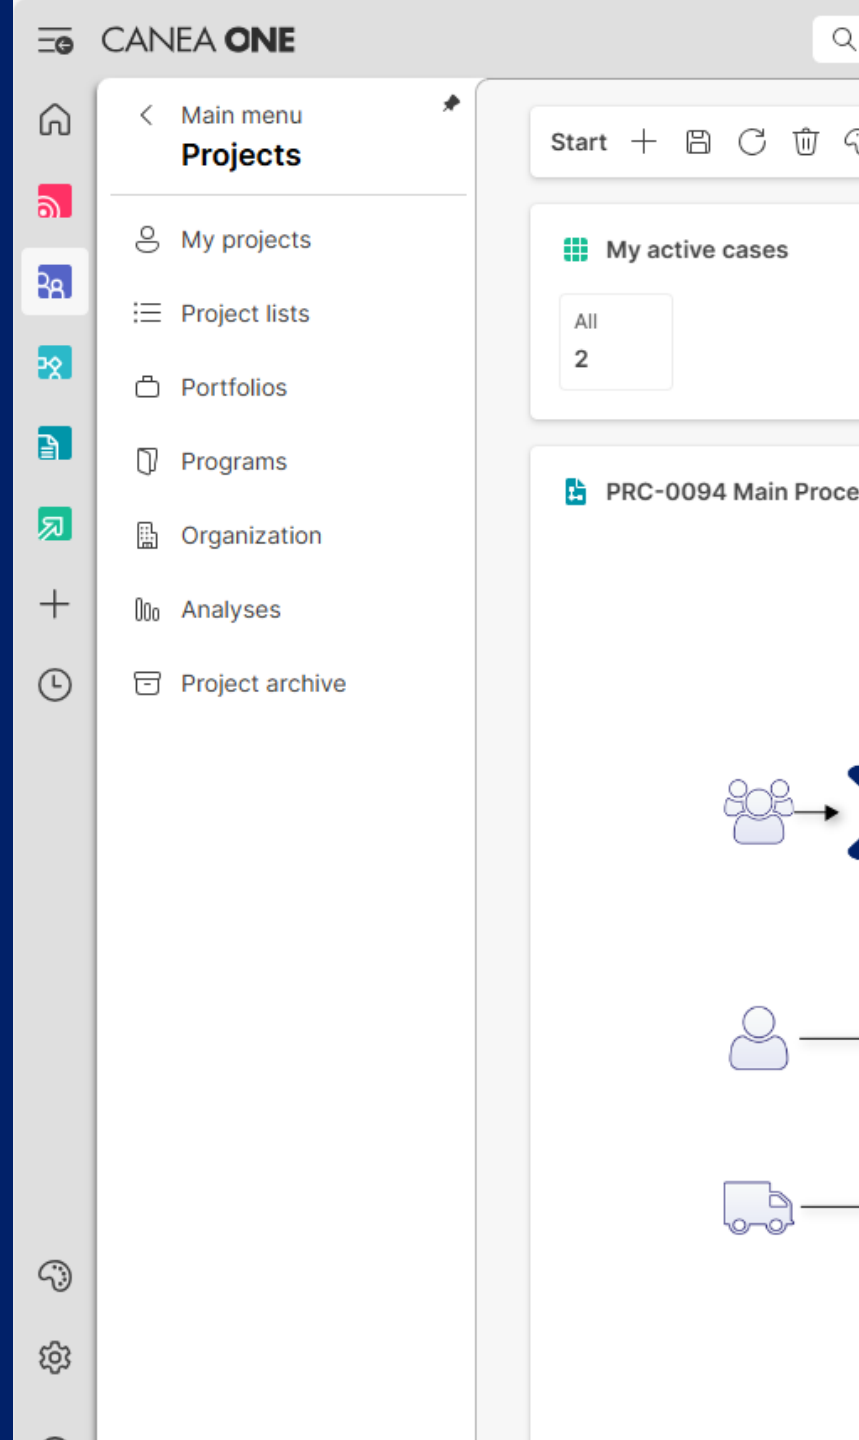 CANEA ONE
Main menu
Projects
My projects
Project lists
Portfolios
Programs
Organization
Analyses
Project archive
Start
My active cases
All
2
PRC-0094 Main